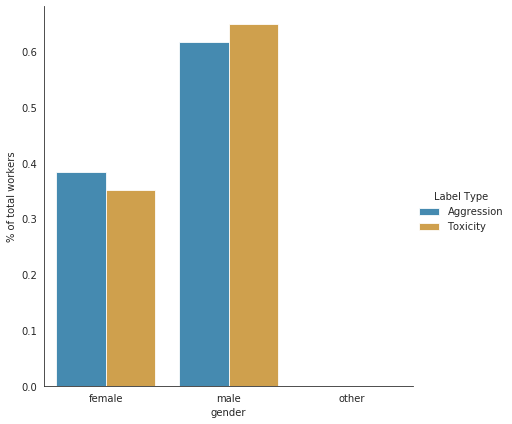 % of total workers
0.6
0.5
0.4
0.3
0.2
0.1
0.0
female
male
other
gender
Label Type
Aggression
Toxicity